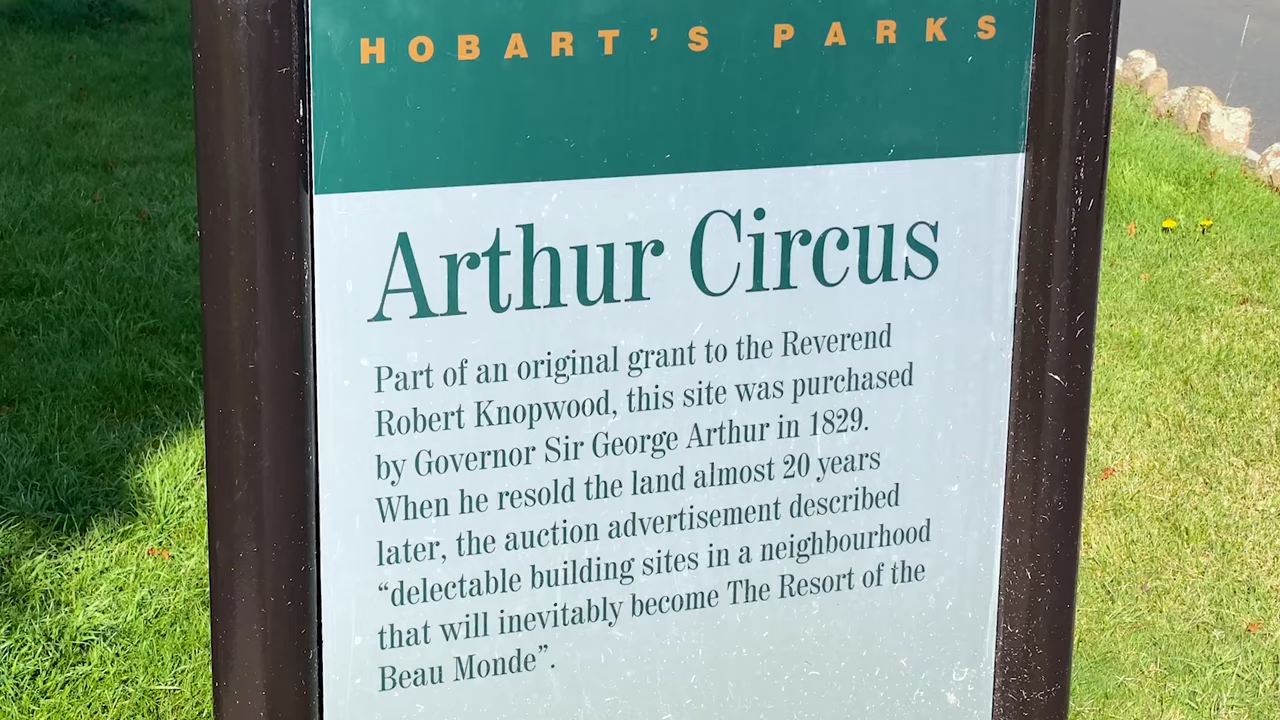 HOBART'S PARKS
Arthur Circus
Part of an original grant to the Reverend
Robert Knopwood, this site was purchased
by Governor Sir George Arthur in 1829.
When he resold the land almost 20 years
later, the auction advertisement described
“delectable building sites in a neighbourhood
that will inevitably become The Resort of the
Beau Monde”.